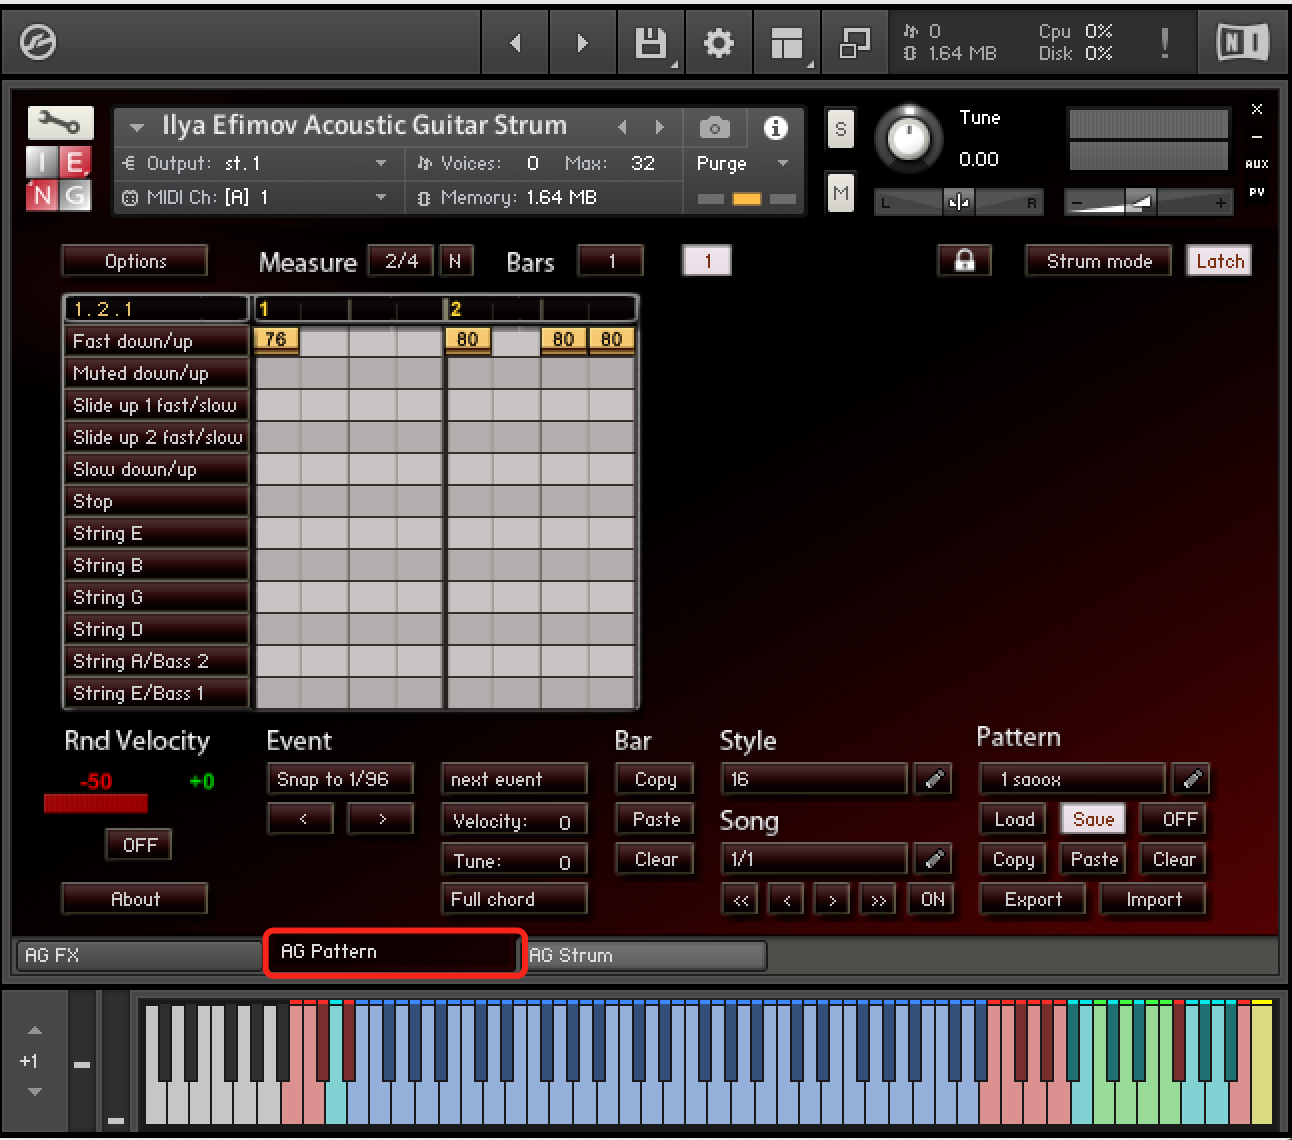 0
1.64 MB
Cpu 0%
Disk 0%
!
NI
Ilya Efimov Acoustic Guitar Strum
i
S
Tune
0.00
X
–
AUX
PV
I E
N G
Output: st.1
Voices: 0 Max: 32
Purge
MIDI Ch: [A] 1
Memory: 1.64 MB
M
L R
- +
Options
Measure 2/4 N
Bars 1
1
Strum mode
Latch
1.2.1
1 2
Fast down/up
76 80 80 80
Muted down/up
Slide up 1 fast/slow
Slide up 2 fast/slow
Slow down/up
Stop
String E
String B
String G
String D
String A/Bass 2
String E/Bass 1
Rnd Velocity
-50 +0
OFF
About
Event
Snap to 1/96
< >
next event
Velocity: 0
Tune: 0
Full chord
Bar
Copy
Paste
Clear
Style
16
Song
1/1
<< < > >> ON
Pattern
1 saoox
Load Save OFF
Copy Paste Clear
Export Import
AG FX
AG Pattern
AG Strum
+1